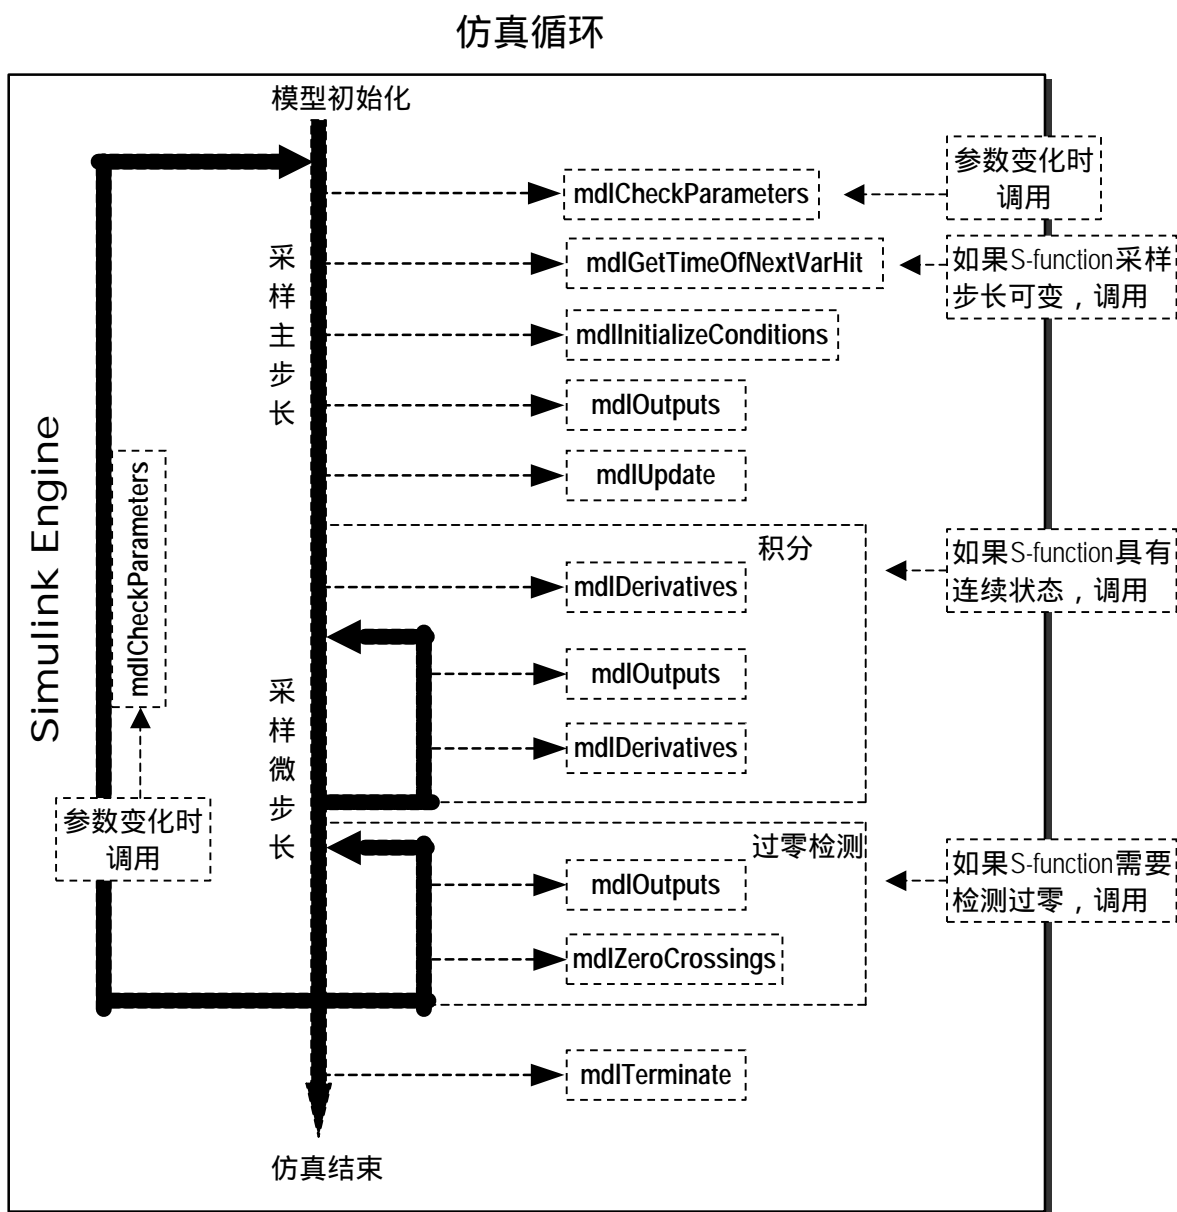 仿真循环
模型初始化
mdlCheckParameters
参数变化时
调用
mdlGetTimeOfNextVarHit
如果S-function采样
步长可变，调用
采样主步长
mdlInitializeConditions
mdlOutputs
mdlUpdate
Simulink Engine
mdlCheckParameters
积分
mdlDerivatives
如果S-function具有
连续状态，调用
mdlOutputs
采样微步长
mdlDerivatives
参数变化时
调用
过零检测
mdlOutputs
如果S-function需要
检测过零，调用
mdlZeroCrossings
mdlTerminate
仿真结束